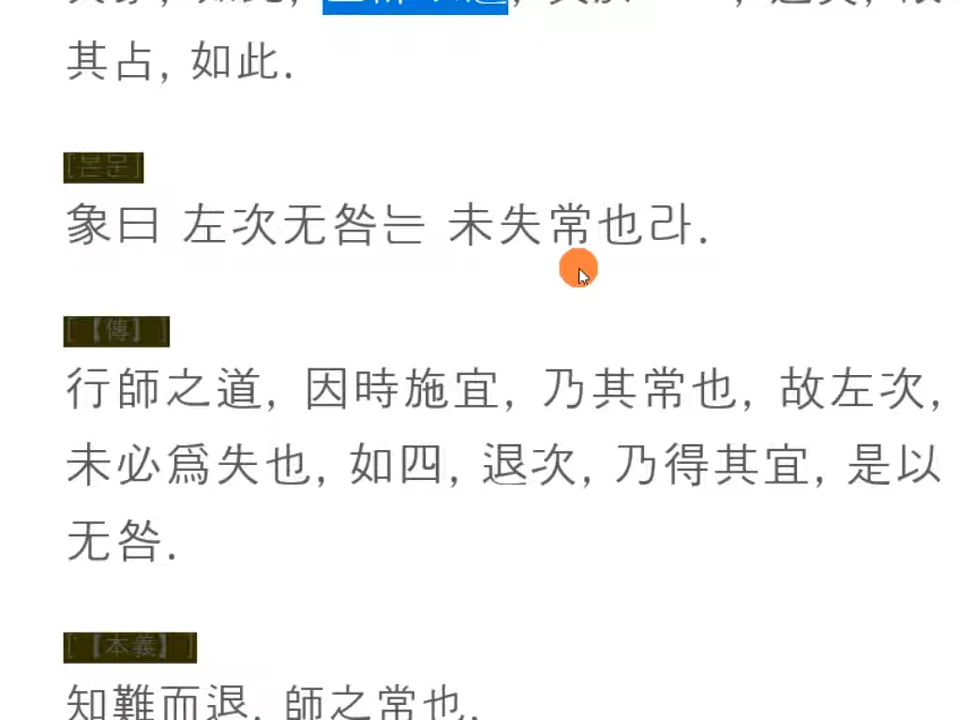 其占, 如此.
[본문]
象曰 左次无咎는 未失常也라.
[【傳】]
行師之道, 因時施宜, 乃其常也, 故左次,
未必爲失也, 如四, 退次, 乃得其宜, 是以
无咎.
[【本義】]
知難而退, 師之常也.